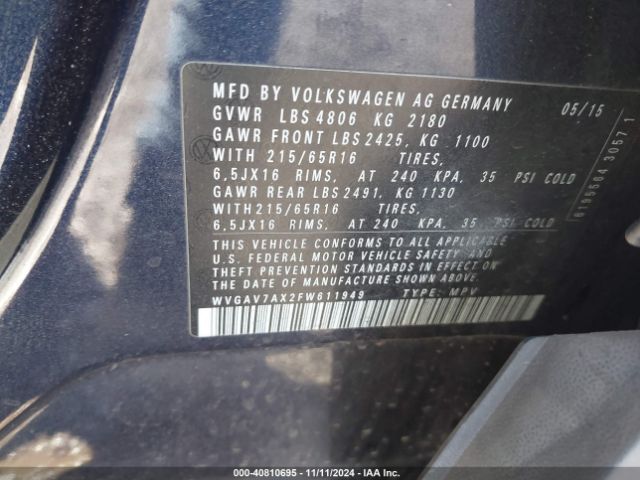 MFD BY VOLKSWAGEN AG GERMANY 05/15
GVWR LBS 4806 KG 2180
GAWR FRONT LBS 2425, KG 1100
WITH 215/65R16 TIRES,
6,5JX16 RIMS, AT 240 KPA, 35 PSI COLD
GAWR REAR LBS 2491, KG 1130
WITH 215/65R16 TIRES,
6,5JX16 RIMS, AT 240 KPA, 35 PSI COLD
THIS VEHICLE CONFORMS TO ALL APPLICABLE
U.S. FEDERAL MOTOR VEHICLE SAFETY AND
THEFT PREVENTION STANDARDS IN EFFECT ON
THE DATE OF MANUFACTURE SHOWN ABOVE.
WVGAV7AX2FW611949 TYPE: MPV
000-40810695 - 11/11/2024 - IAA Inc.